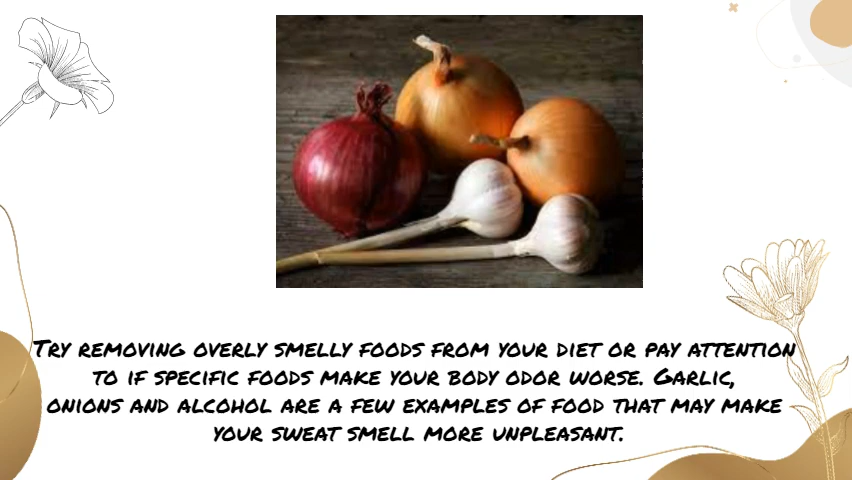 Try removing overly smelly foods from your diet or pay attention
to if specific foods make your body odor worse. Garlic,
onions and alcohol are a few examples of food that may make
your sweat smell more unpleasant.